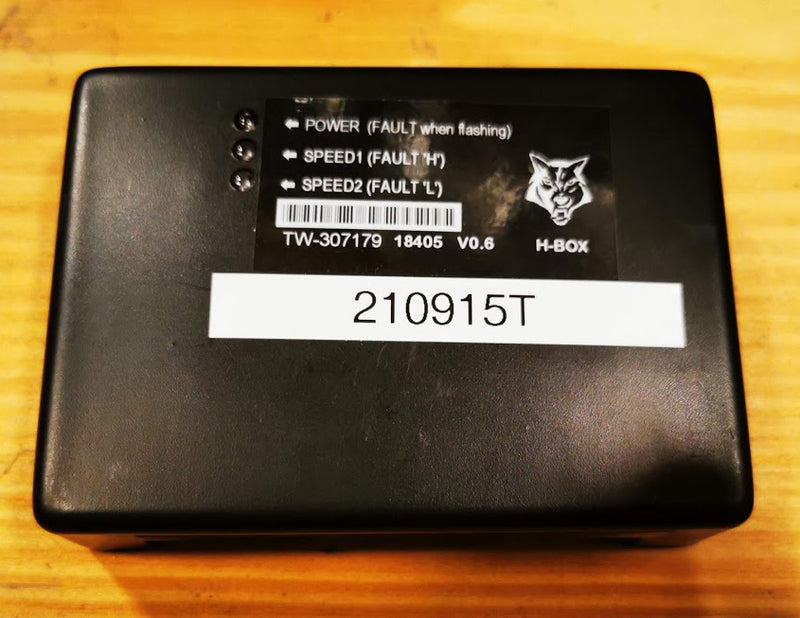 ← POWER (FAULT when flashing)
← SPEED1 (FAULT 'H')
← SPEED2 (FAULT 'L')
TW-307179 18405 V0.6
H-BOX
210915T